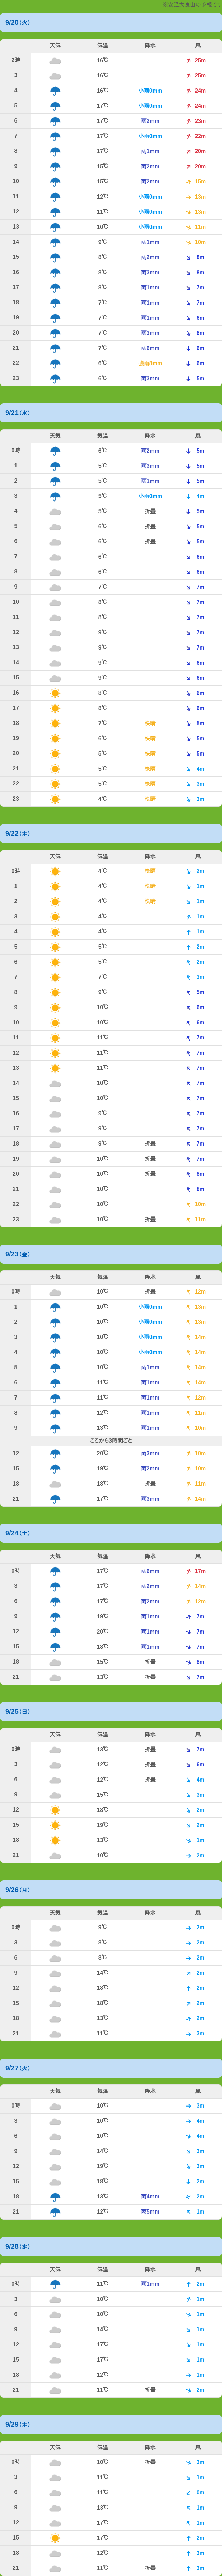 ※安達太良山の予報です
9/20(火)
天気 気温 降水 風
2時 16℃ 25m
3 16℃ 25m
4 16℃ 小雨0mm 24m
5 17℃ 小雨0mm 24m
6 17℃ 雨2mm 23m
7 17℃ 小雨0mm 22m
8 17℃ 雨1mm 20m
9 15℃ 雨2mm 20m
10 15℃ 雨2mm 15m
11 12℃ 小雨0mm 13m
12 11℃ 小雨0mm 13m
13 10℃ 小雨0mm 11m
14 9℃ 雨1mm 10m
15 8℃ 雨2mm 8m
16 8℃ 雨3mm 8m
17 8℃ 雨1mm 7m
18 7℃ 雨1mm 7m
19 7℃ 雨1mm 6m
20 7℃ 雨3mm 6m
21 7℃ 雨6mm 6m
22 6℃ 6m
23 6℃ 雨3mm 5m
9/21(水)
天気 気温 降水 風
0時 6℃ 雨2mm 5m
1 5℃ 雨3mm 5m
2 5℃ 雨1mm 5m
3 5℃ 小雨0mm 4m
4 5℃ 折曇 5m
5 6℃ 折曇 5m
6 6℃ 折曇 5m
7 6℃ 6m
8 6℃ 6m
9 7℃ 7m
10 8℃ 7m
11 8℃ 7m
12 9℃ 7m
13 9℃ 7m
14 9℃ 6m
15 9℃ 6m
16 8℃ 6m
17 8℃ 6m
18 7℃ 快晴 5m
19 6℃ 快晴 5m
20 5℃ 快晴 5m
21 5℃ 快晴 4m
22 5℃ 快晴 3m
23 4℃ 快晴 3m
9/22(木)
天気 気温 降水 風
0時 4℃ 快晴 2m
1 4℃ 快晴 1m
2 4℃ 快晴 1m
3 4℃ 1m
4 4℃ 1m
5 5℃ 2m
6 5℃ 2m
7 7℃ 3m
8 9℃ 5m
9 10℃ 6m
10 10℃ 6m
11 11℃ 7m
12 11℃ 7m
13 11℃ 7m
14 10℃ 7m
15 10℃ 7m
16 9℃ 7m
17 9℃ 7m
18 9℃ 折曇 7m
19 10℃ 折曇 7m
20 10℃ 折曇 8m
21 10℃ 8m
22 10℃ 10m
23 10℃ 折曇 11m
9/23(金)
天気 気温 降水 風
0時 10℃ 折曇 12m
1 10℃ 小雨0mm 13m
2 10℃ 小雨0mm 13m
3 10℃ 小雨0mm 14m
4 10℃ 小雨0mm 14m
5 10℃ 雨1mm 14m
6 11℃ 雨1mm 14m
7 11℃ 雨1mm 12m
8 12℃ 雨1mm 11m
9 13℃ 雨1mm 10m
ここから3時間ごと
12 20℃ 雨3mm 10m
15 19℃ 雨2mm 10m
18 18℃ 折曇 11m
21 17℃ 雨3mm 14m
9/24(土)
天気 気温 降水 風
0時 17℃ 雨6mm 17m
3 17℃ 雨2mm 14m
6 17℃ 雨2mm 12m
9 19℃ 雨1mm 7m
12 20℃ 雨1mm 7m
15 18℃ 雨1mm 7m
18 15℃ 折曇 8m
21 13℃ 折曇 7m
9/25(日)
天気 気温 降水 風
0時 13℃ 折曇 7m
3 12℃ 折曇 6m
6 12℃ 折曇 4m
9 15℃ 3m
12 18℃ 2m
15 19℃ 2m
18 13℃ 1m
21 10℃ 2m
9/26(月)
天気 気温 降水 風
0時 9℃ 2m
3 8℃ 2m
6 8℃ 2m
9 14℃ 2m
12 18℃ 2m
15 18℃ 2m
18 13℃ 2m
21 11℃ 3m
9/27(火)
天気 気温 降水 風
0時 10℃ 3m
3 10℃ 4m
6 10℃ 4m
9 14℃ 3m
12 19℃ 3m
15 18℃ 2m
18 13℃ 雨4mm 2m
21 12℃ 雨5mm 1m
9/28(水)
天気 気温 降水 風
0時 11℃ 雨1mm 2m
3 10℃ 1m
6 10℃ 1m
9 14℃ 1m
12 17℃ 1m
15 17℃ 1m
18 12℃ 1m
21 11℃ 折曇 2m
9/29(木)
天気 気温 降水 風
0時 10℃ 折曇 3m
3 11℃ 1m
6 11℃ 0m
9 13℃ 1m
12 17℃ 1m
15 17℃ 2m
18 12℃ 3m
21 11℃ 折曇 3m